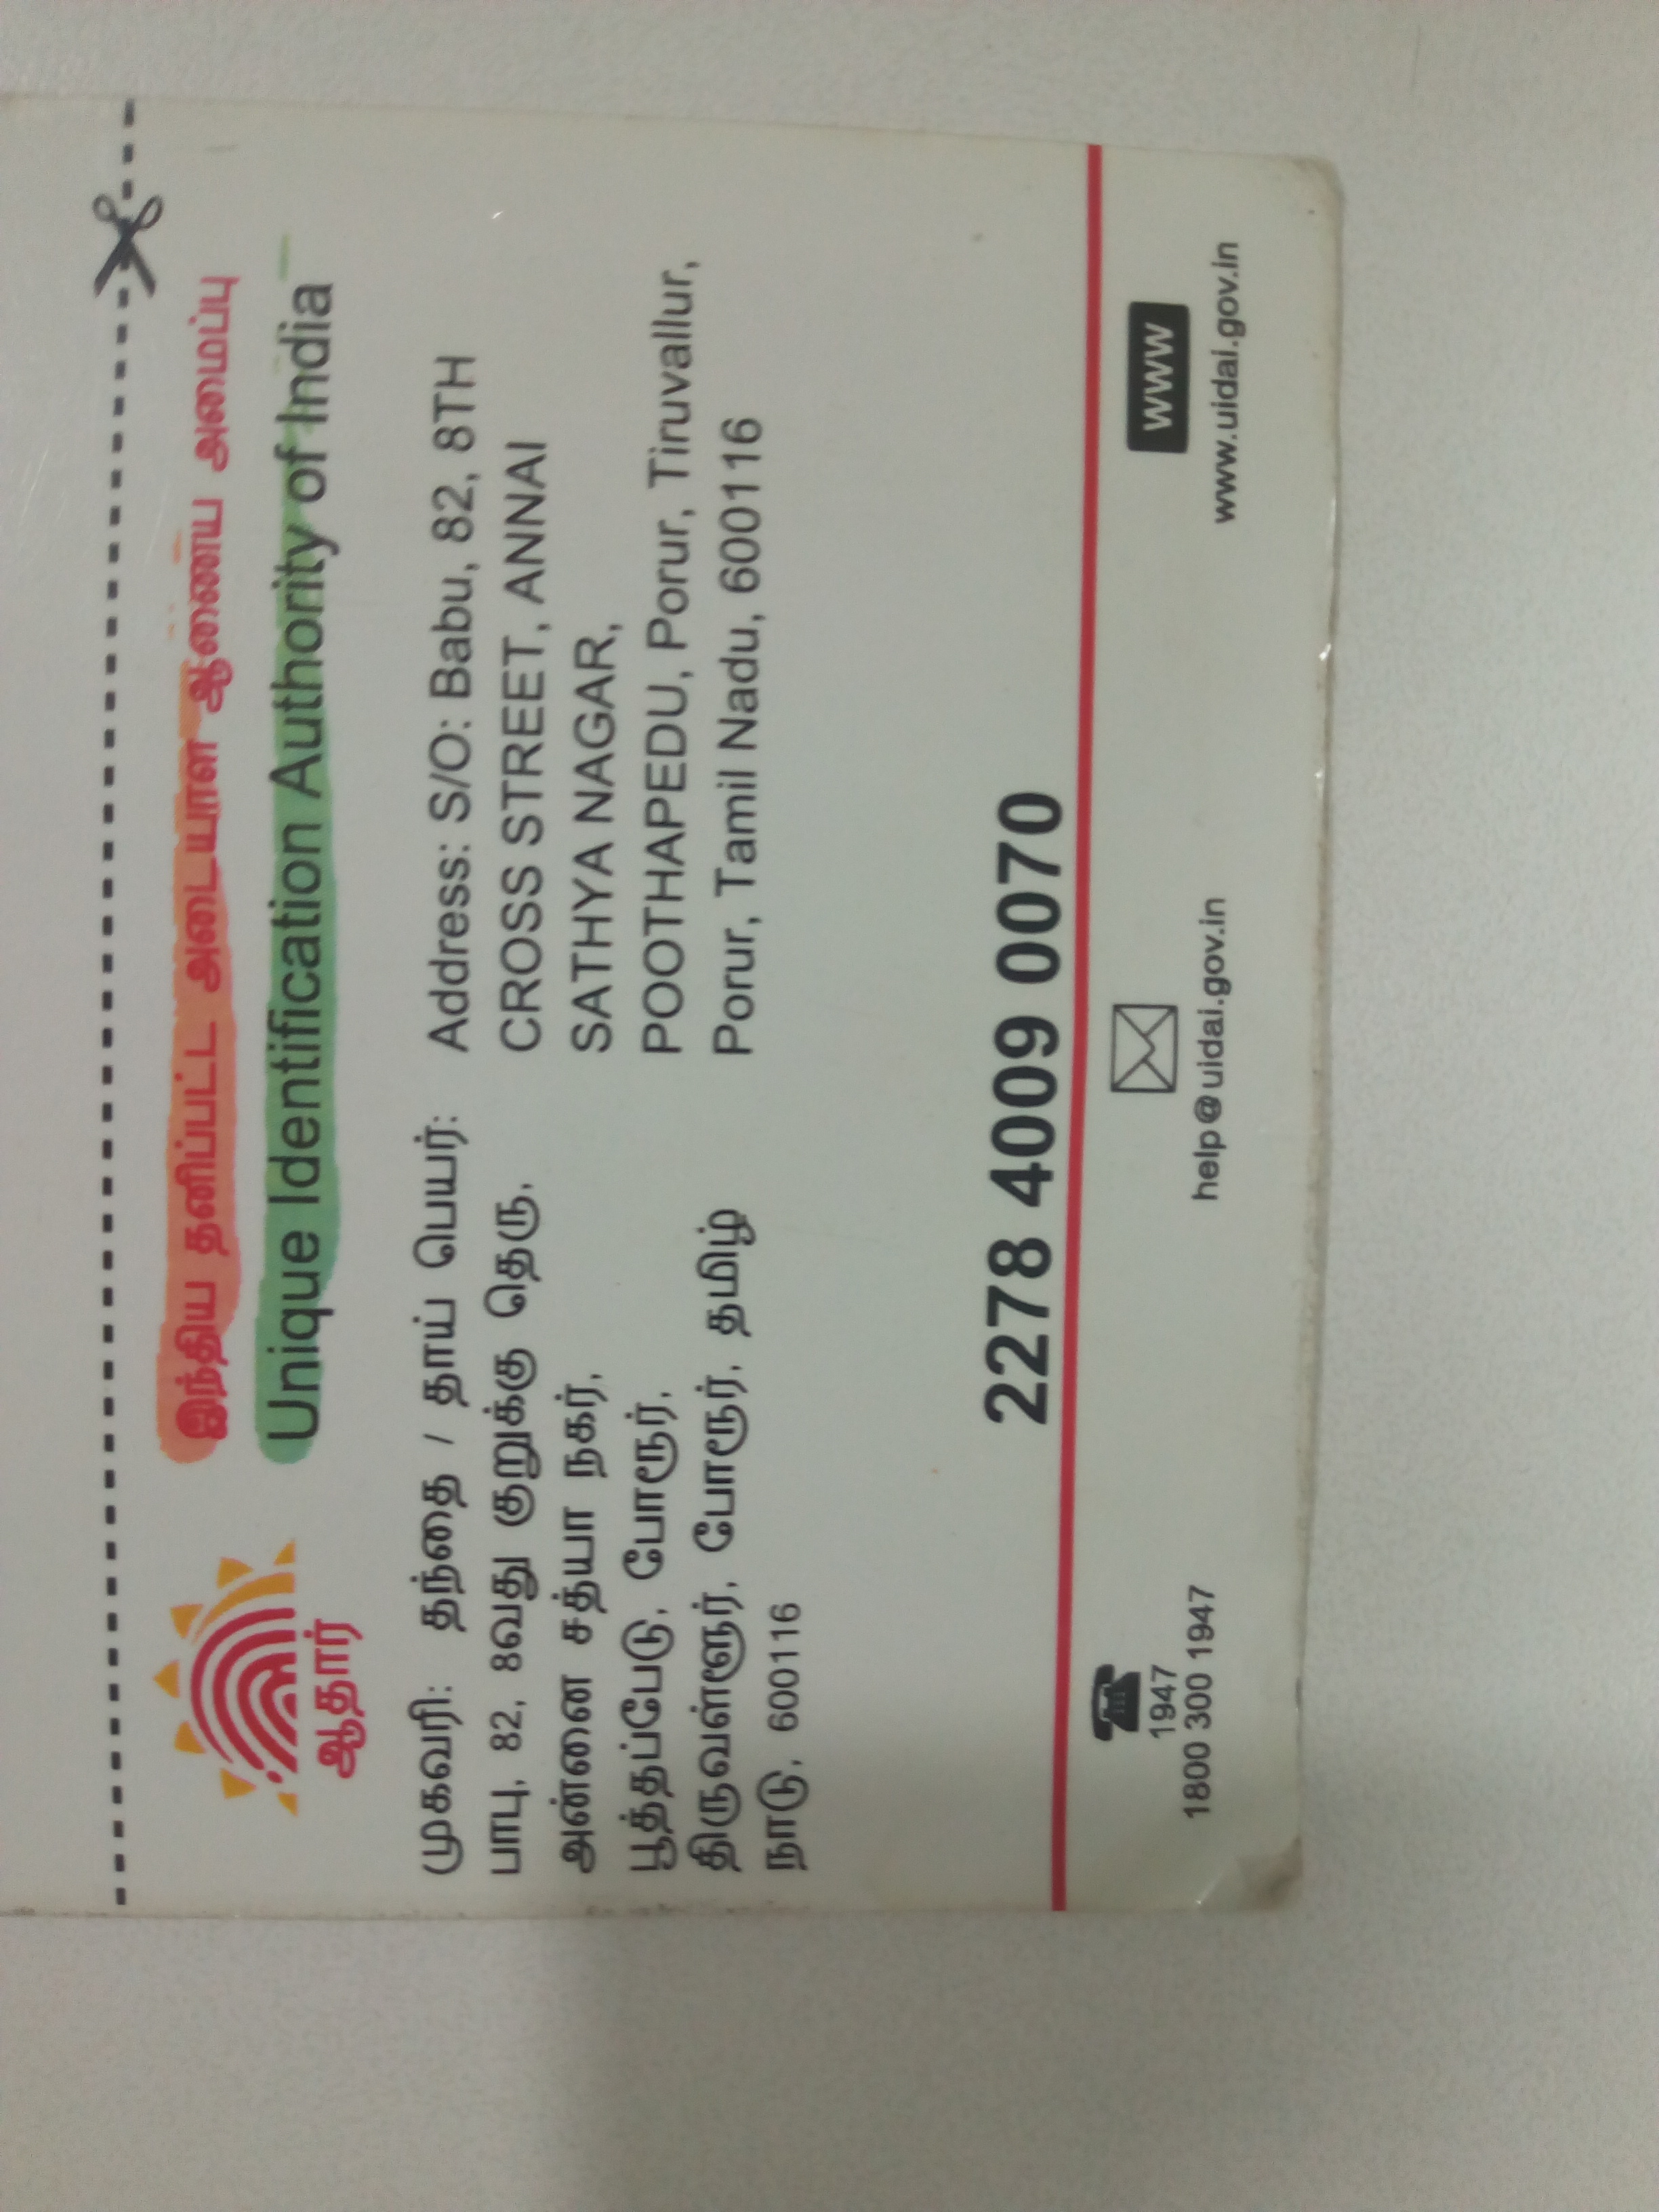 இந்திய தனிப்பட்ட அடையாள ஆணைய அமைப்பு
Unique Identification Authority of India
ஆதார்
முகவரி: தந்தை / தாய் பெயர்:
பாபு, 82, 8வது குறுக்கு தெரு,
அன்னை சத்யா நகர்,
பூத்தப்பேடு, போரூர்,
திருவள்ளூர், போரூர், தமிழ்
நாடு, 600116
Address: S/O: Babu, 82, 8TH
CROSS STREET, ANNAI
SATHYA NAGAR,
POOTHAPEDU, Porur, Tiruvallur,
Porur, Tamil Nadu, 600116
2278 4009 0070
1947
1800 300 1947
help@uidai.gov.in
www
www.uidai.gov.in